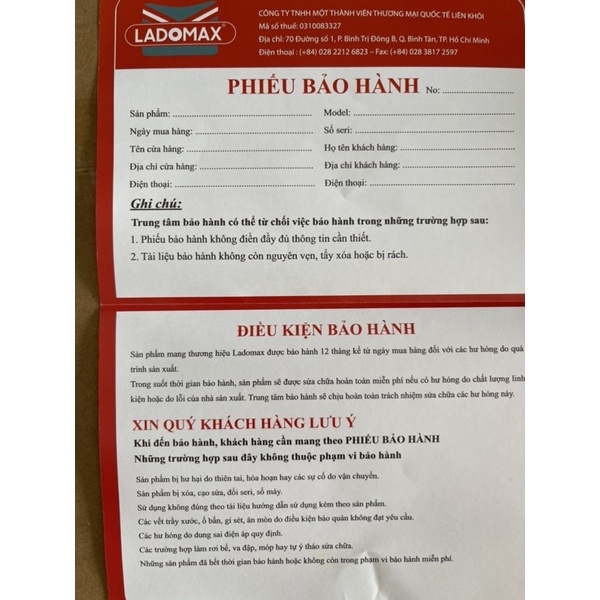 LADOMAX®
CÔNG TY TNHH MỘT THÀNH VIÊN THƯƠNG MẠI QUỐC TẾ LIÊN KHÔI
Mã số thuế: 0310083327
Địa chỉ: 70 Đường số 1, P. Bình Trị Đông B, Q. Bình Tân, TP. Hồ Chí Minh
Điện thoại : (+84) 028 2212 6823 – Fax: (+84) 028 3817 2597
PHIẾU BẢO HÀNH No:
Sản phẩm: Model:
Ngày mua hàng: Số seri:
Tên cửa hàng: Họ tên khách hàng:
Địa chỉ cửa hàng: Địa chỉ khách hàng:
Điện thoại: Điện thoại:
Ghi chú:
Trung tâm bảo hành có thể từ chối việc bảo hành trong những trường hợp sau:
1. Phiếu bảo hành không điền đầy đủ thông tin cần thiết.
2. Tài liệu bảo hành không còn nguyên vẹn, tẩy xóa hoặc bị rách.
ĐIỀU KIỆN BẢO HÀNH
Sản phẩm mang thương hiệu Ladomax được bảo hành 12 tháng kể từ ngày mua hàng đối với các hư hỏng do quá
trình sản xuất.
Trong suốt thời gian bảo hành, sản phẩm sẽ được sửa chữa hoàn toàn miễn phí nếu có hư hỏng do chất lượng linh
kiện hoặc do lỗi của nhà sản xuất. Trung tâm bảo hành sẽ chịu hoàn toàn trách nhiệm sửa chữa các hư hỏng này.
XIN QUÝ KHÁCH HÀNG LƯU Ý
Khi đến bảo hành, khách hàng cần mang theo PHIẾU BẢO HÀNH
Những trường hợp sau đây không thuộc phạm vi bảo hành
Sản phẩm bị hư hại do thiên tai, hỏa hoạn hay các sự cố do vận chuyển.
Sản phẩm bị xóa, cạo sửa, đổi seri, số máy.
Sử dụng không đúng theo tài liệu hướng dẫn sử dụng kèm theo sản phẩm.
Các vết trầy xước, ố bẩn, gỉ sét, ăn mòn do điều kiện bảo quản không đạt yêu cầu.
Các hư hỏng do dung sai điện áp quy định.
Các trường hợp làm rơi bể, va đập, móp hay tự ý tháo sửa chữa.
Những sản phẩm đã hết thời gian bảo hành hoặc không còn trong phạm vi bảo hành miễn phí.